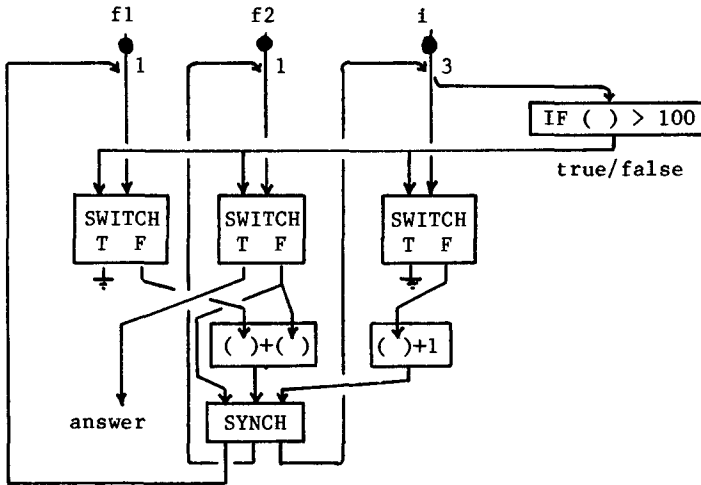 f1 f2 i
1 1 3
IF ( ) > 100
true/false
SWITCH SWITCH SWITCH
T F T F T F
( )+( ) ( )+1
answer SYNCH